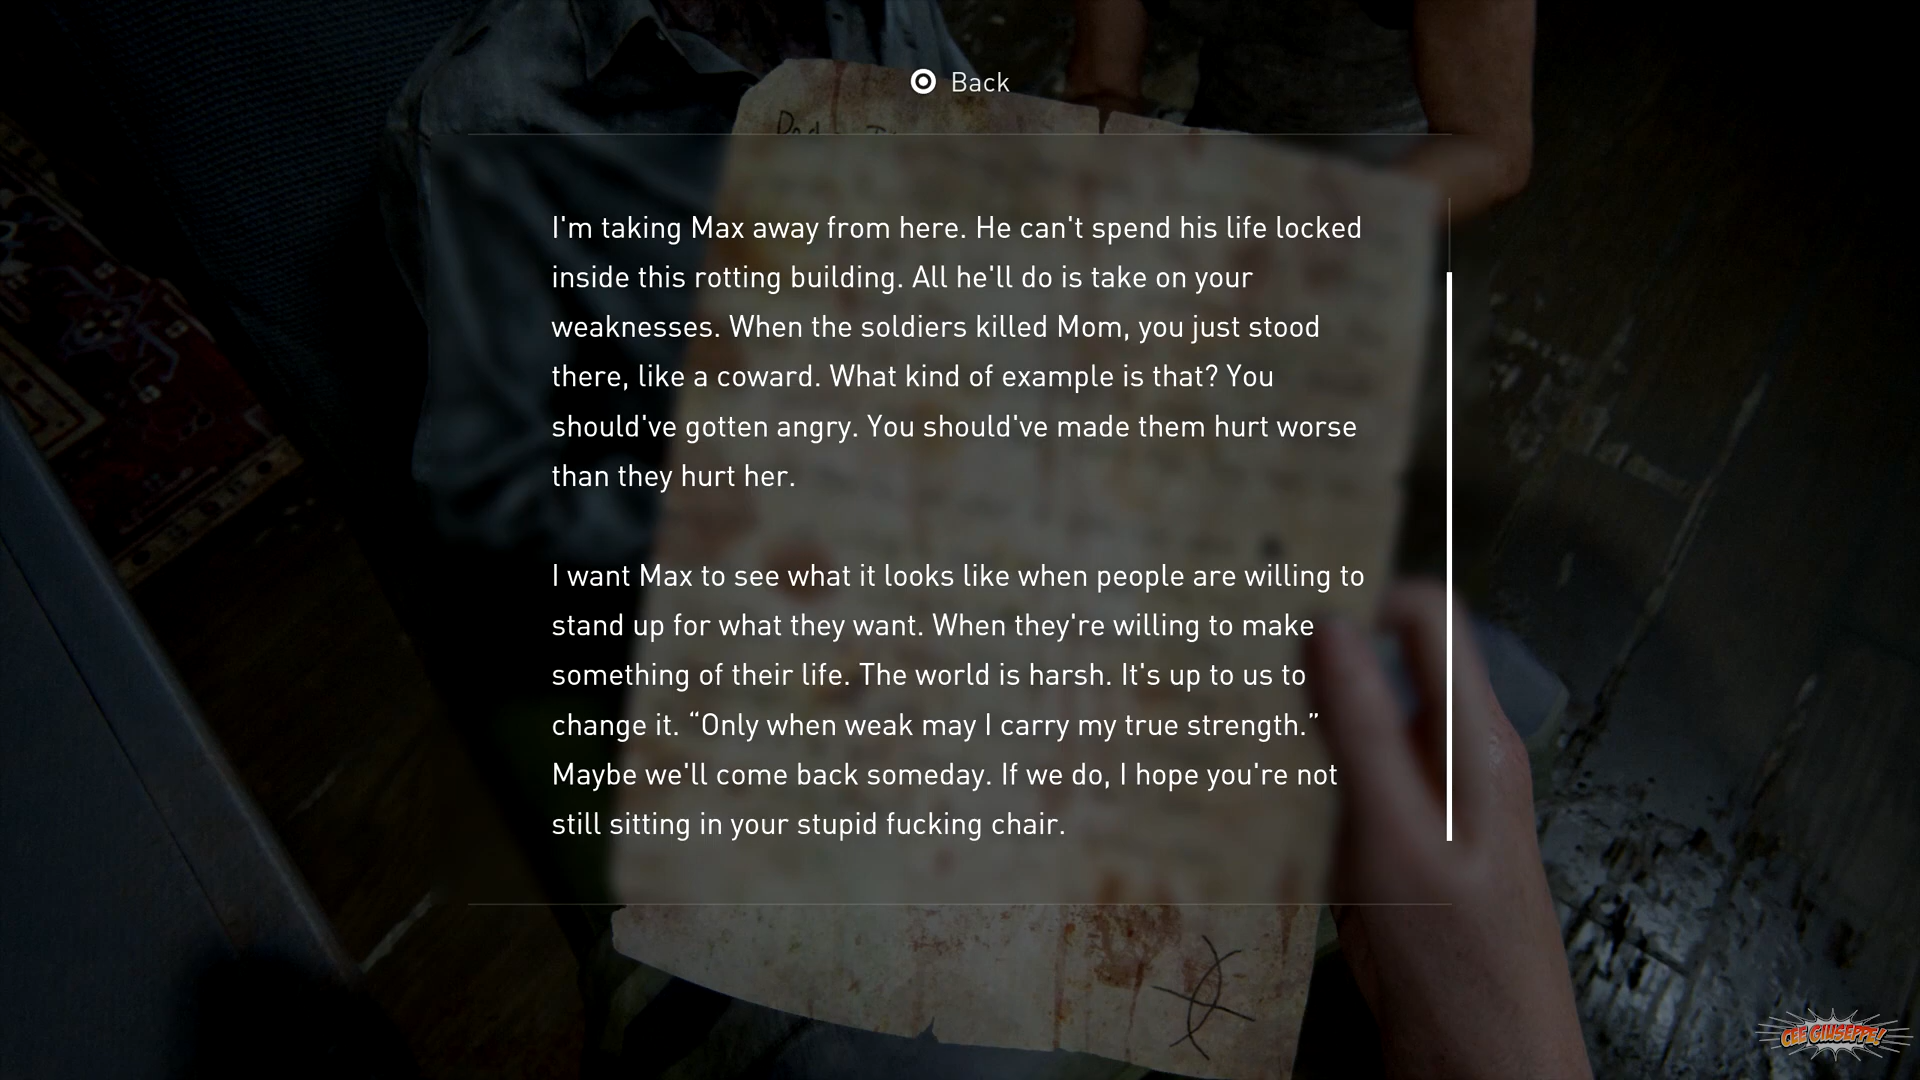 Back
I'm taking Max away from here. He can't spend his life locked
inside this rotting building. All he'll do is take on your
weaknesses. When the soldiers killed Mom, you just stood
there, like a coward. What kind of example is that? You
should've gotten angry. You should've made them hurt worse
than they hurt her.
I want Max to see what it looks like when people are willing to
stand up for what they want. When they're willing to make
something of their life. The world is harsh. It's up to us to
change it. “Only when weak may I carry my true strength.”
Maybe we'll come back someday. If we do, I hope you're not
still sitting in your stupid fucking chair.
CEE GIUSEPPE!